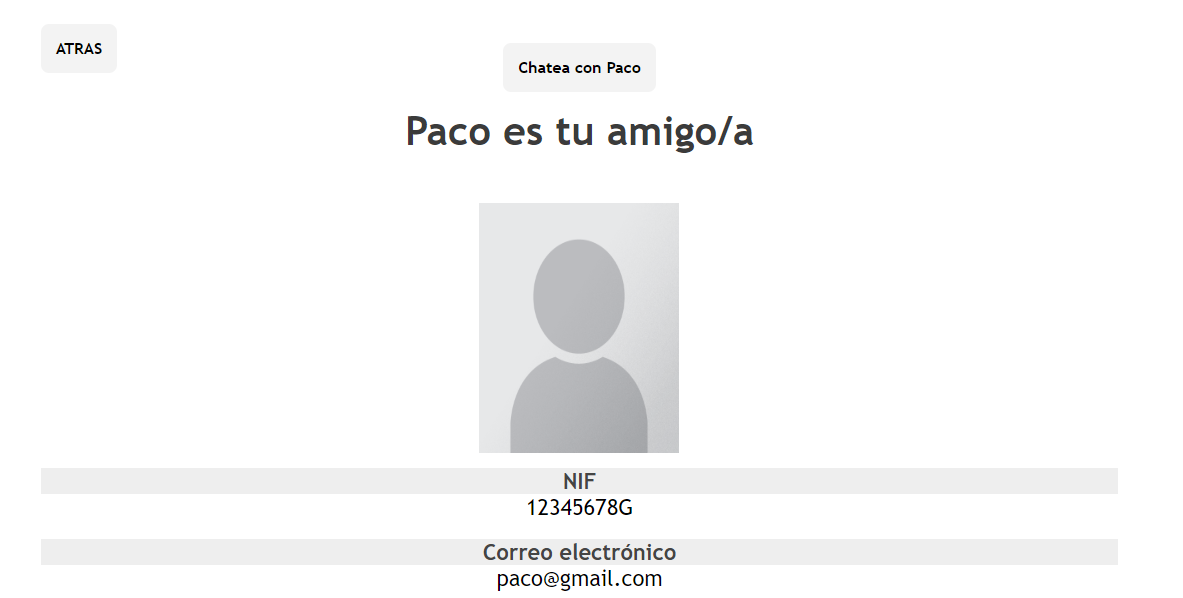 ATRAS
Chatea con Paco
Paco es tu amigo/a
NIF
12345678G
Correo electrónico
paco@gmail.com